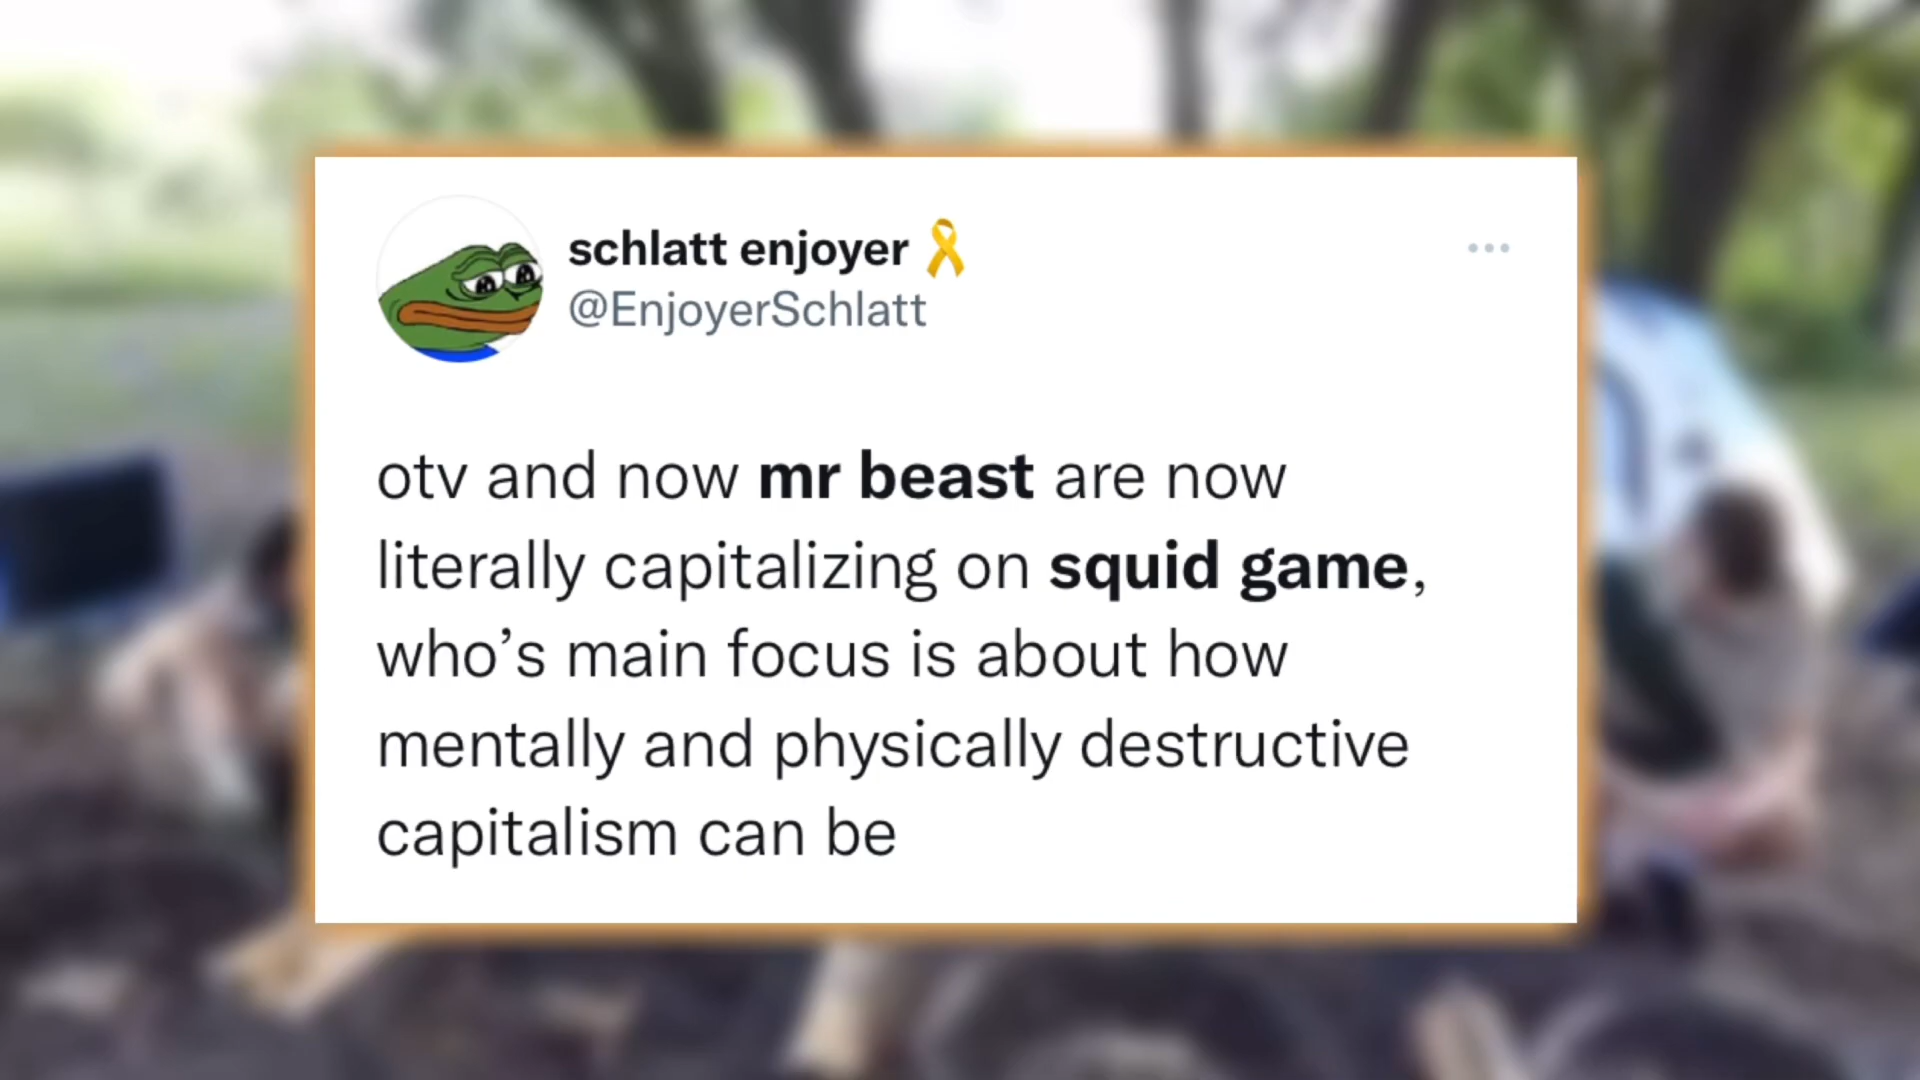 schlatt enjoyer 🎗
@EnjoyerSchlatt
otv and now mr beast are now
literally capitalizing on squid game,
who’s main focus is about how
mentally and physically destructive
capitalism can be